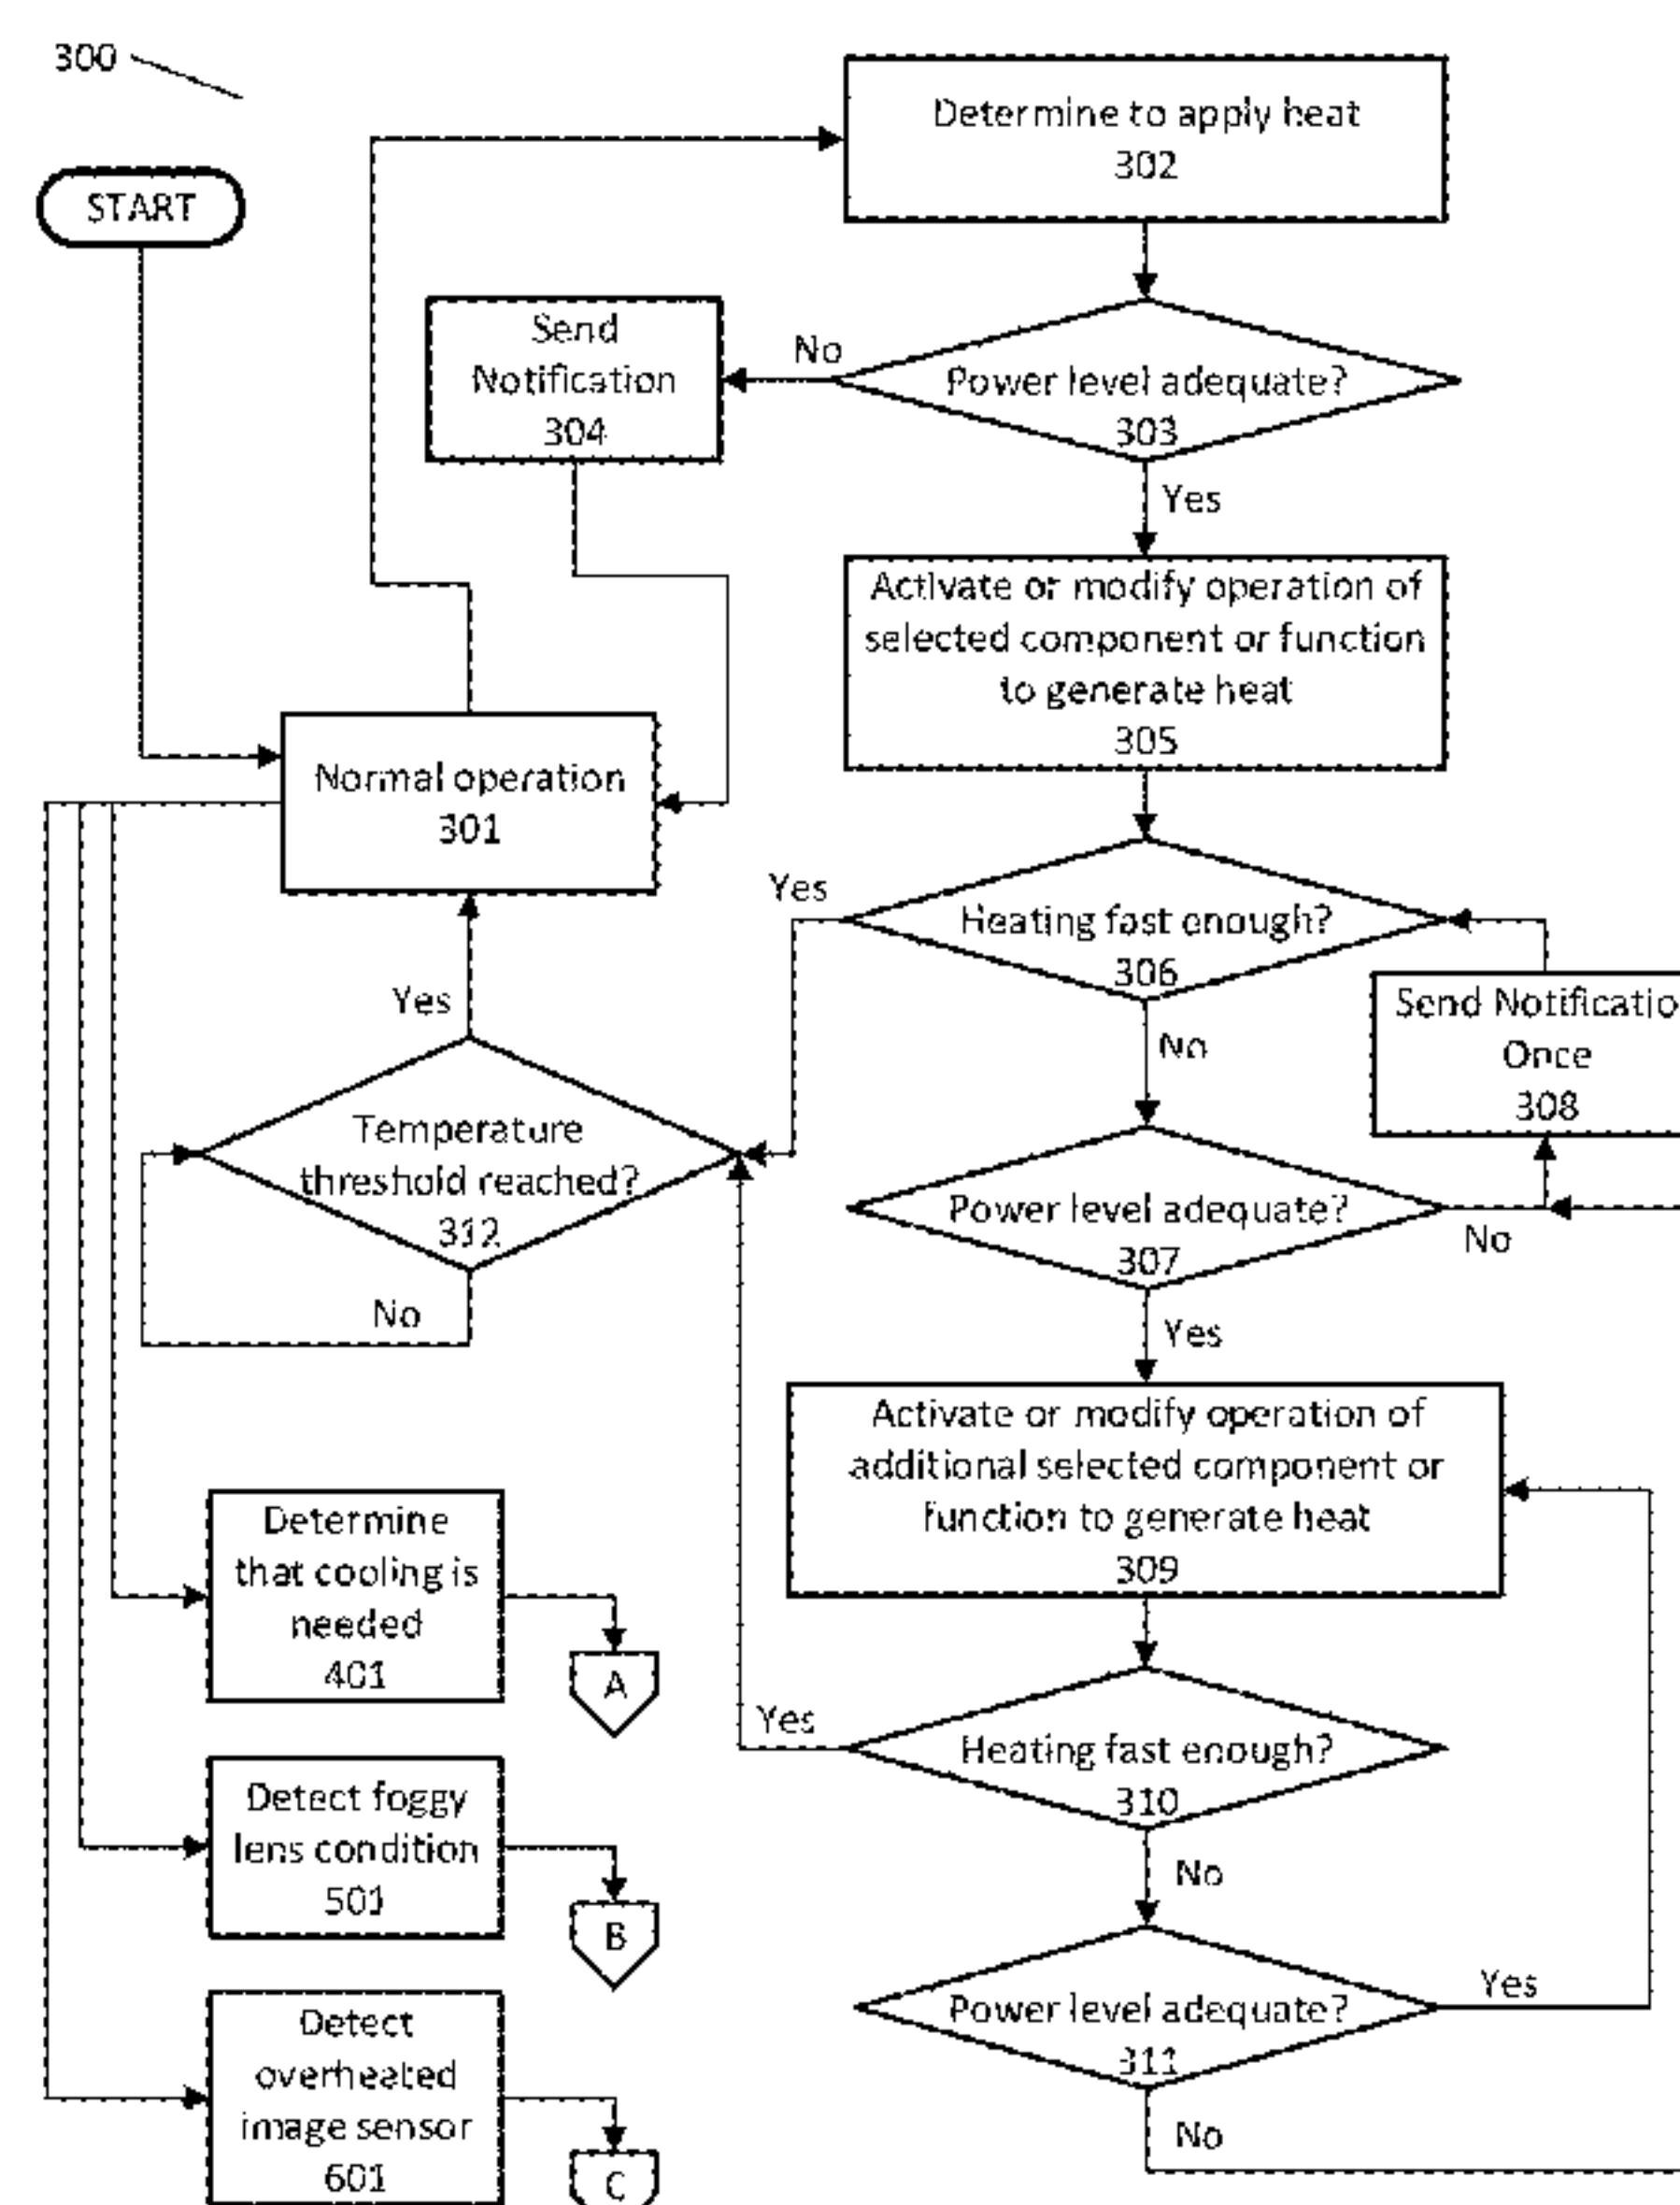 300
START
Determine to apply heat
302
Send
Notification
304
No
Power level adequate?
303
Yes
Activate or modify operation of
selected component or function
to generate heat
305
Normal operation
301
Yes
Heating fast enough?
306
Yes
No
Send Notificatio
Once
308
Temperature
threshold reached?
312
No
Power level adequate?
307
No
Yes
Activate or modify operation of
additional selected component or
function to generate heat
309
Determine
that cooling is
needed
401
A
Yes
Heating fast enough?
310
No
Detect foggy
lens condition
501
B
Power level adequate?
311
Yes
No
Detect
overheated
image sensor
601
C